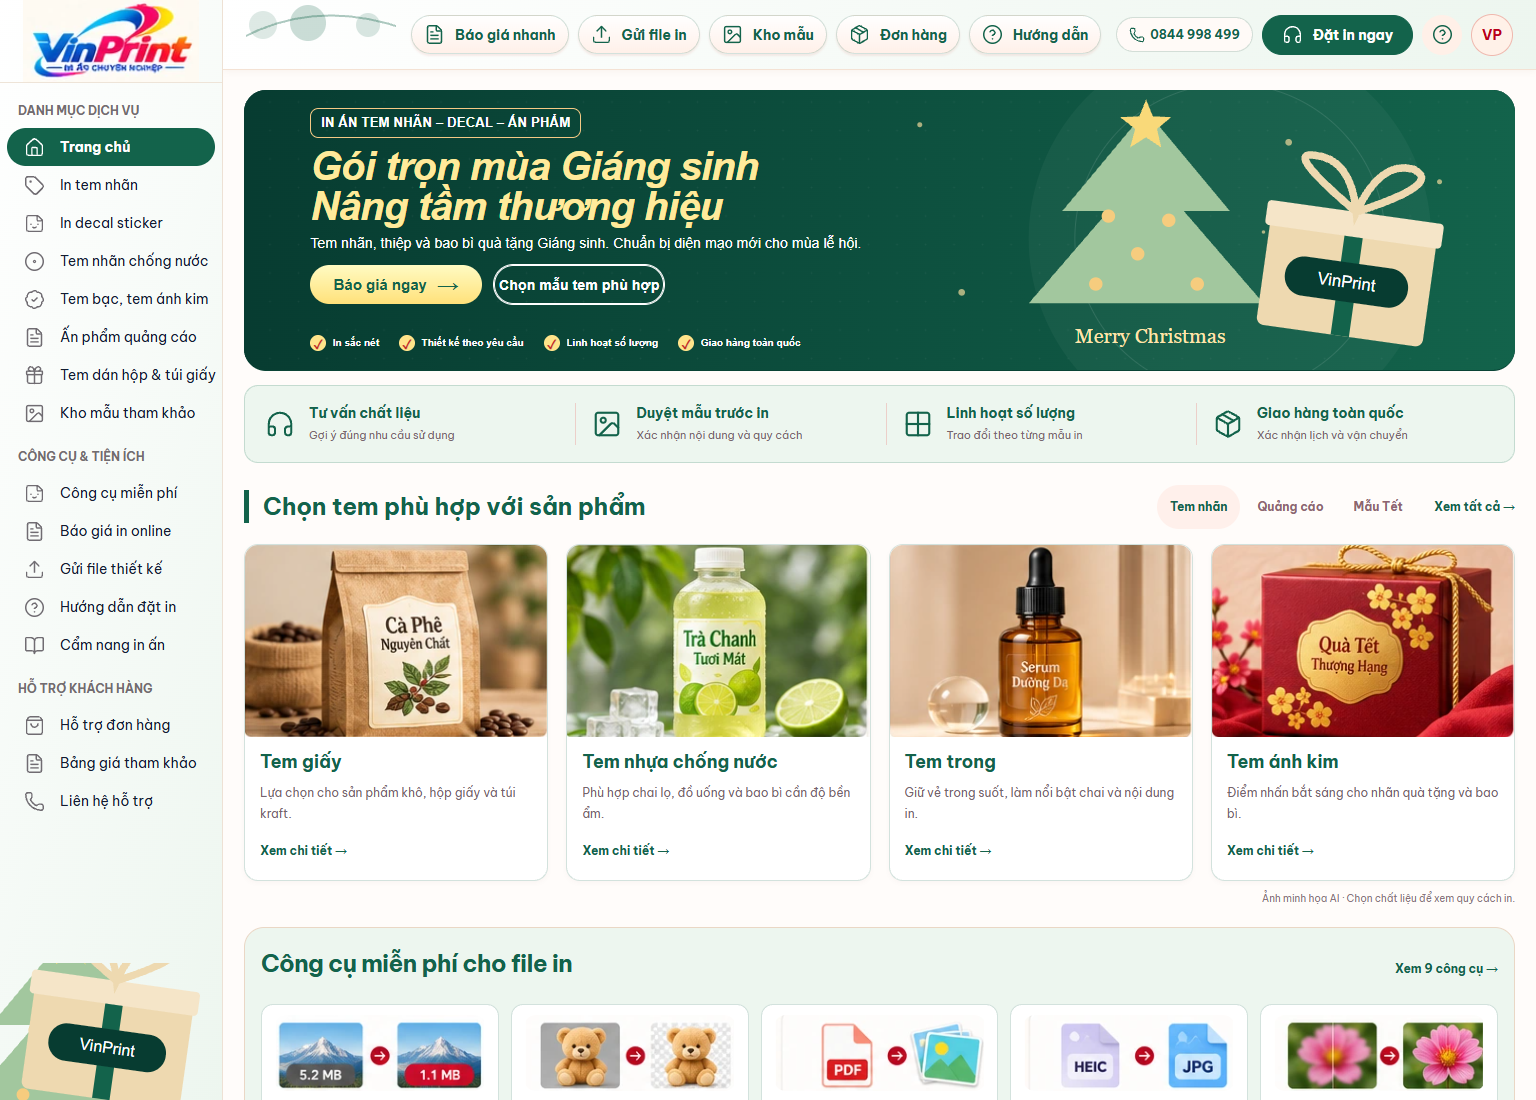 VinPrint
IN ẤN CHUYÊN NGHIỆP
Báo giá nhanh
Gửi file in
Kho mẫu
Đơn hàng
Hướng dẫn
0844 998 499
Đặt in ngay
VP
DANH MỤC DỊCH VỤ
Trang chủ
In tem nhãn
In decal sticker
Tem nhãn chống nước
Tem bạc, tem ánh kim
Ấn phẩm quảng cáo
Tem dán hộp & túi giấy
Kho mẫu tham khảo
CÔNG CỤ & TIỆN ÍCH
Công cụ miễn phí
Báo giá in online
Gửi file thiết kế
Hướng dẫn đặt in
Cẩm nang in ấn
HỖ TRỢ KHÁCH HÀNG
Hỗ trợ đơn hàng
Bảng giá tham khảo
Liên hệ hỗ trợ
VinPrint
IN ẤN TEM NHÃN – DECAL – ẤN PHẨM
Gói trọn mùa Giáng sinh
Nâng tầm thương hiệu
Tem nhãn, thiệp và bao bì quà tặng Giáng sinh. Chuẩn bị diện mạo mới cho mùa lễ hội.
Báo giá ngay →
Chọn mẫu tem phù hợp
In sắc nét
Thiết kế theo yêu cầu
Linh hoạt số lượng
Giao hàng toàn quốc
Merry Christmas
VinPrint
Tư vấn chất liệu
Gợi ý đúng nhu cầu sử dụng
Duyệt mẫu trước in
Xác nhận nội dung và quy cách
Linh hoạt số lượng
Trao đổi theo từng mẫu in
Giao hàng toàn quốc
Xác nhận lịch và vận chuyển
Chọn tem phù hợp với sản phẩm
Tem nhãn
Quảng cáo
Mẫu Tết
Xem tất cả →
Cà Phê
Nguyên Chất
Tem giấy
Lựa chọn cho sản phẩm khô, hộp giấy và túi
kraft.
Xem chi tiết →
Trà Chanh
Tươi Mát
Tem nhựa chống nước
Phù hợp chai lọ, đồ uống và bao bì cần độ bền
ẩm.
Xem chi tiết →
Serum
Dưỡng Da
Tem trong
Giữ vẻ trong suốt, làm nổi bật chai và nội dung
in.
Xem chi tiết →
Quà Tết
Thượng Hạng
Tem ánh kim
Điểm nhấn bắt sáng cho nhãn quà tặng và bao
bì.
Xem chi tiết →
Ảnh minh họa AI · Chọn chất liệu để xem quy cách in.
Công cụ miễn phí cho file in
Xem 9 công cụ →
5.2 MB
1.1 MB
PDF
HEIC
JPG